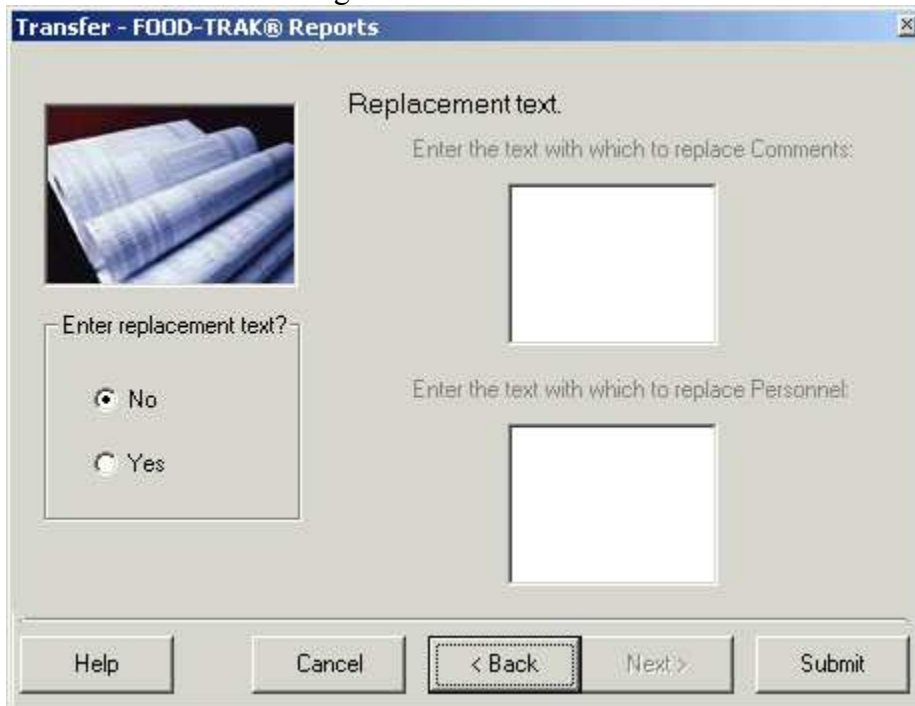 Transfer - FOOD-TRAK® Reports
Replacement text.
Enter the text with which to replace Comments:
Enter replacement text?
No
Yes
Enter the text with which to replace Personnel:
Help
Cancel
< Back
Next >
Submit